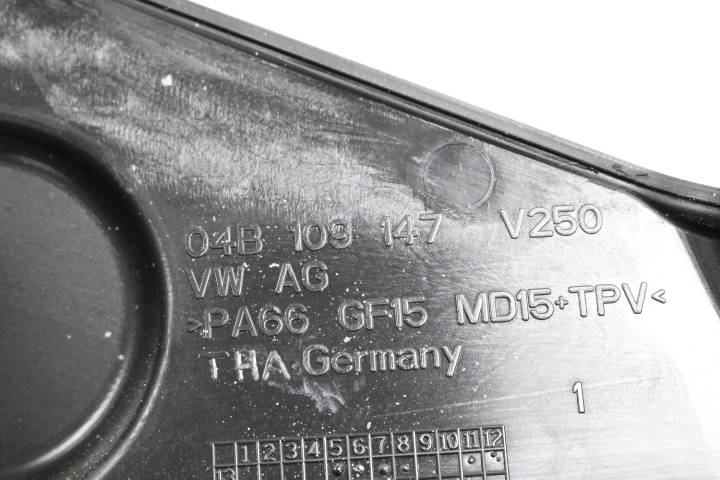 04B 109 147 V250
VW AG
>PA66 GF15 MD15+TPV<
THA Germany
1
1 2 3 4 5 6 7 8 9 10 11 12
13